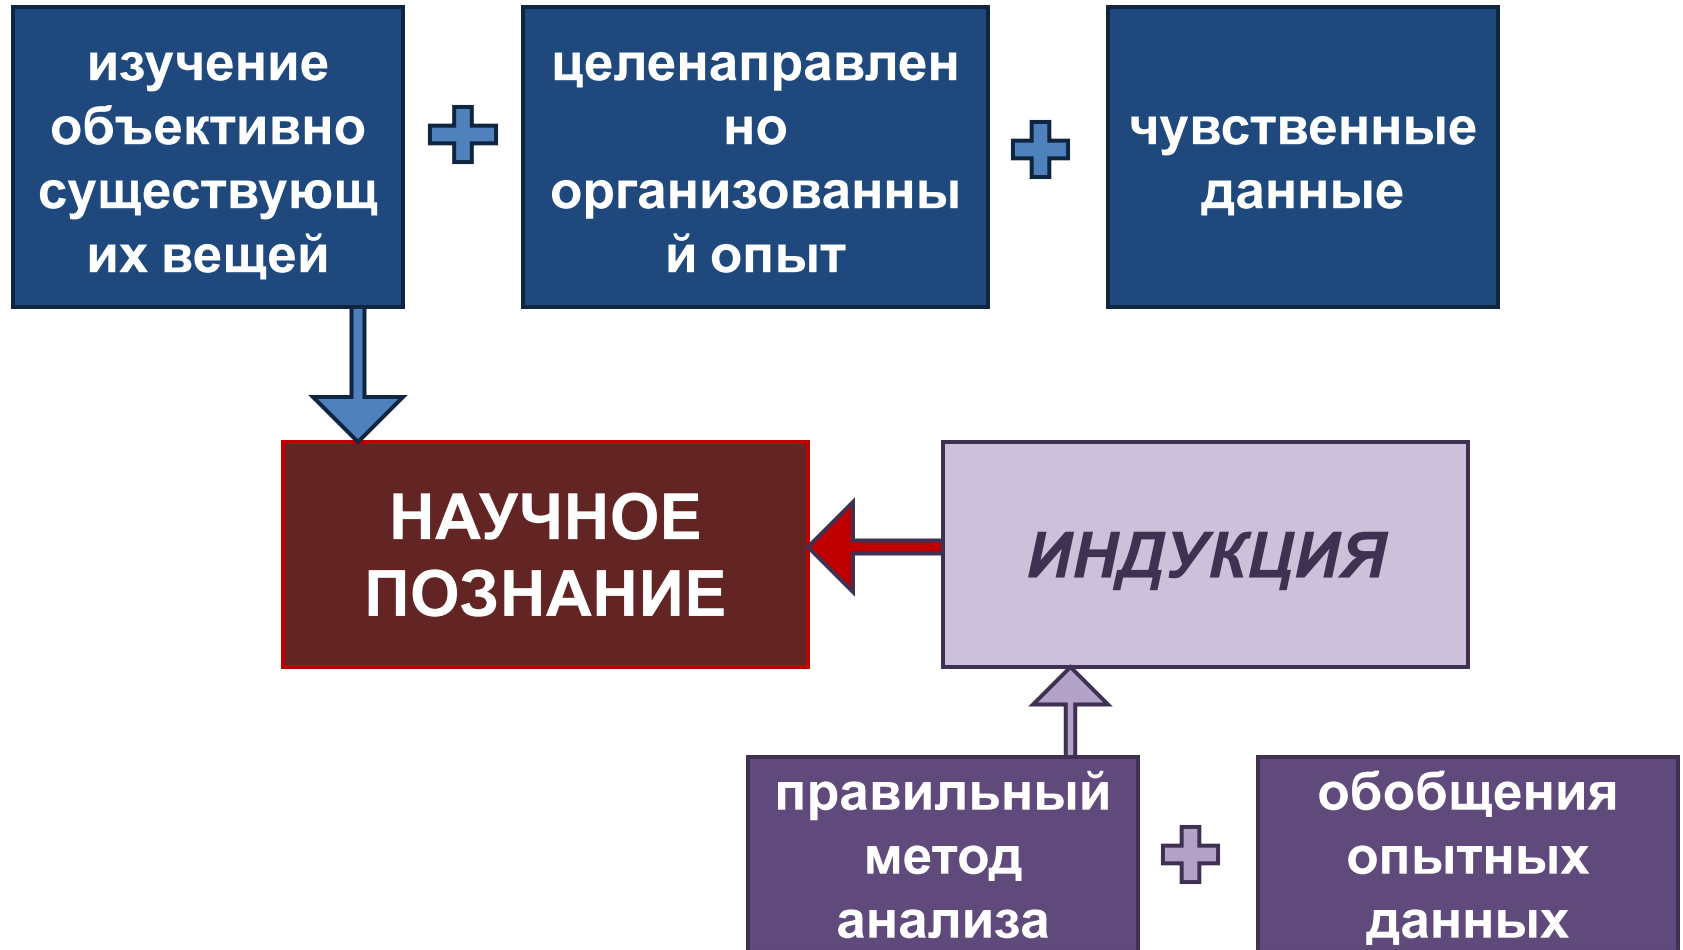 изучение
объективно
существующ
их вещей
целенаправлен
но
организованны
й опыт
чувственные
данные
НАУЧНОЕ
ПОЗНАНИЕ
ИНДУКЦИЯ
правильный
метод
анализа
обобщения
опытных
данных